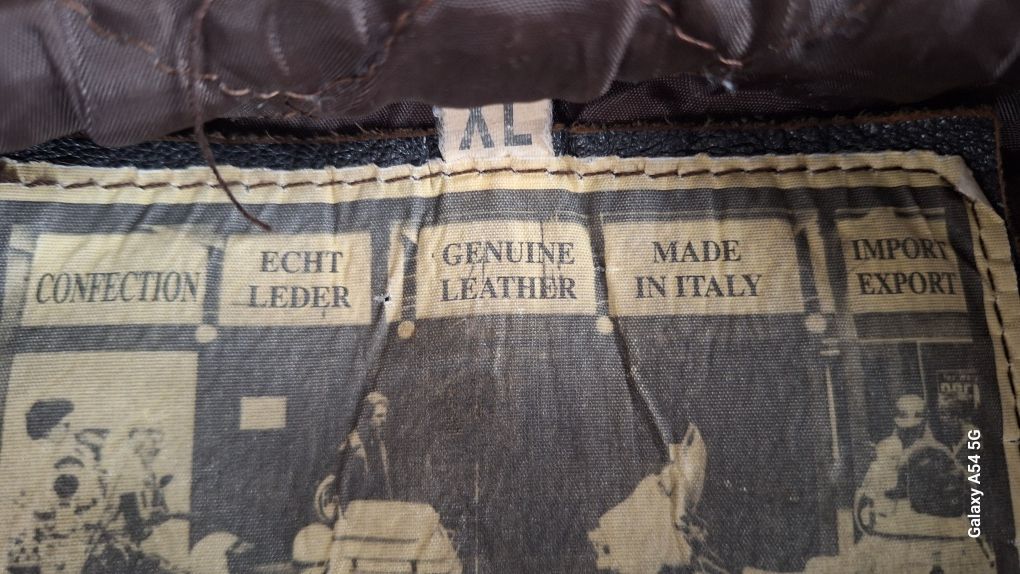 XL
CONFECTION
ECHT
LEDER
GENUINE
LEATHER
MADE
IN ITALY
IMPORT
EXPORT
Galaxy A54 5G